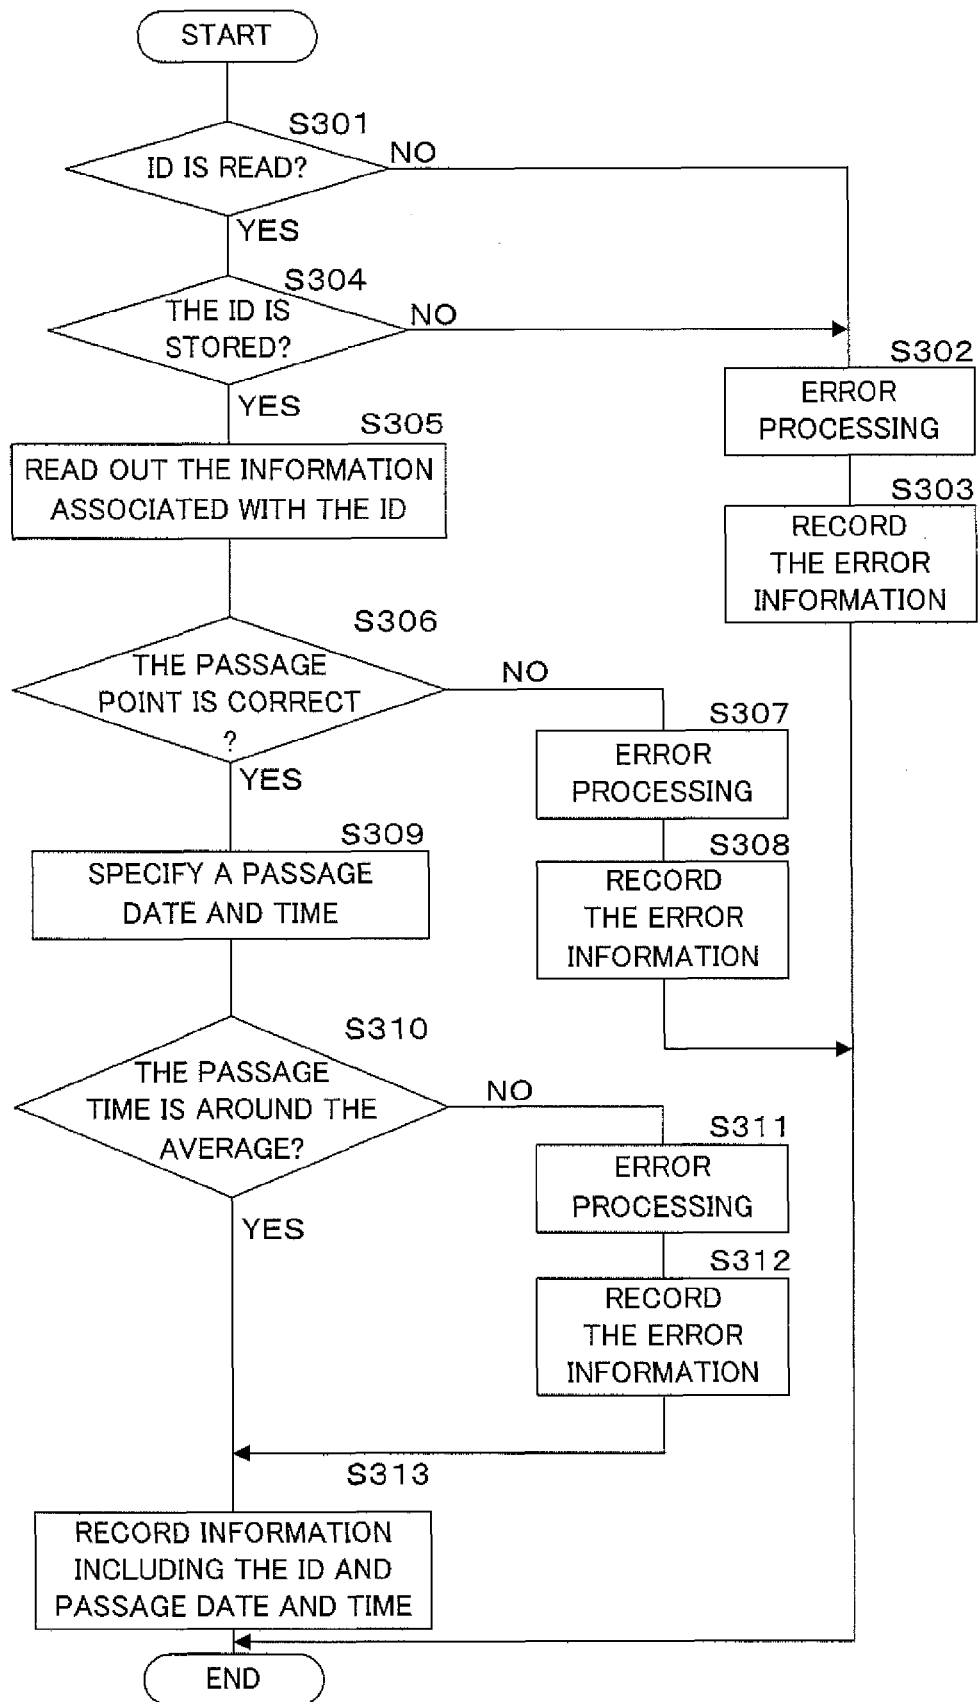 START
S301
ID IS READ?
NO
YES
S304
THE ID IS
STORED?
NO
YES
S302
ERROR
PROCESSING
S303
RECORD
THE ERROR
INFORMATION
S305
READ OUT THE INFORMATION
ASSOCIATED WITH THE ID
S306
THE PASSAGE
POINT IS CORRECT
?
NO
YES
S307
ERROR
PROCESSING
S308
RECORD
THE ERROR
INFORMATION
S309
SPECIFY A PASSAGE
DATE AND TIME
S310
THE PASSAGE
TIME IS AROUND THE
AVERAGE?
NO
YES
S311
ERROR
PROCESSING
S312
RECORD
THE ERROR
INFORMATION
S313
RECORD INFORMATION
INCLUDING THE ID AND
PASSAGE DATE AND TIME
END